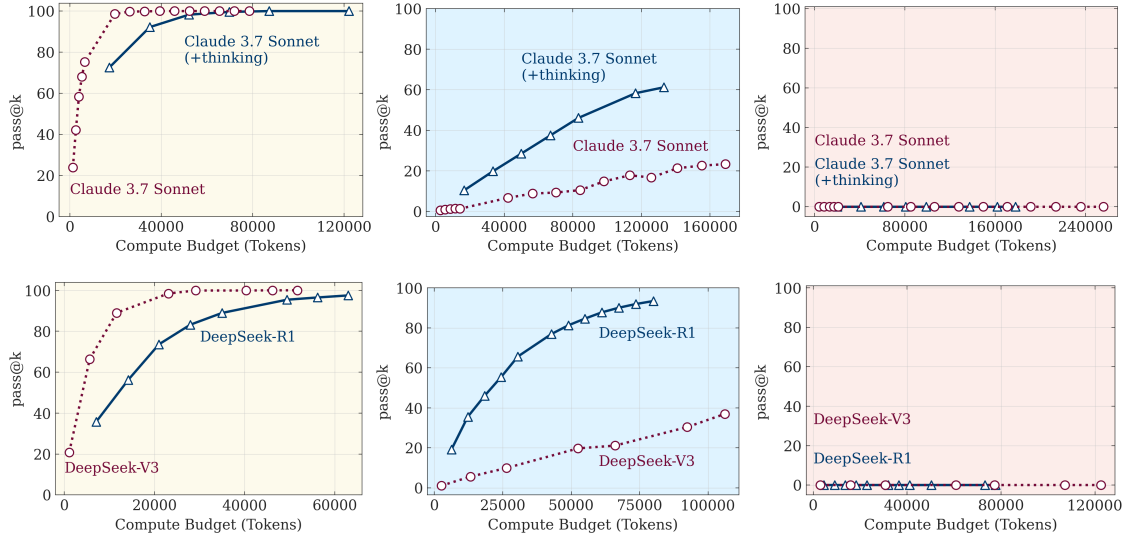 100
80
60
40
20
0
pass@k
Claude 3.7 Sonnet
(+thinking)
Claude 3.7 Sonnet
0 40000 80000 120000
Compute Budget (Tokens)
100
80
60
40
20
0
pass@k
Claude 3.7 Sonnet
(+thinking)
Claude 3.7 Sonnet
0 40000 80000 120000 160000
Compute Budget (Tokens)
100
80
60
40
20
0
pass@k
Claude 3.7 Sonnet
Claude 3.7 Sonnet
(+thinking)
0 80000 160000 240000
Compute Budget (Tokens)
100
80
60
40
20
0
pass@k
DeepSeek-R1
DeepSeek-V3
0 20000 40000 60000
Compute Budget (Tokens)
100
80
60
40
20
0
pass@k
DeepSeek-R1
DeepSeek-V3
0 25000 50000 75000 100000
Compute Budget (Tokens)
100
80
60
40
20
0
pass@k
DeepSeek-V3
DeepSeek-R1
0 40000 80000 120000
Compute Budget (Tokens)